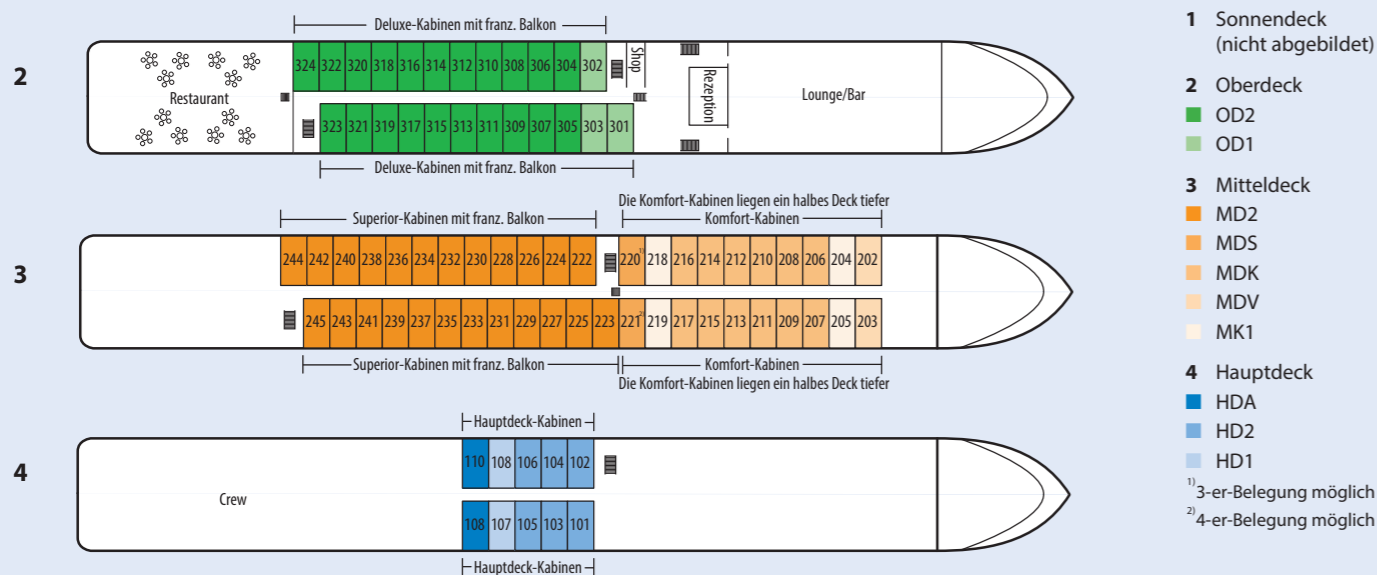 Deluxe-Kabinen mit franz. Balkon
2
324 322 320 318 316 314 312 310 308 306 304 302
Shop
Rezeption
Restaurant
Lounge/Bar
323 321 319 317 315 313 311 309 307 305 303 301
Deluxe-Kabinen mit franz. Balkon
Die Komfort-Kabinen liegen ein halbes Deck tiefer
Superior-Kabinen mit franz. Balkon
Komfort-Kabinen
3
244 242 240 238 236 234 232 230 228 226 224 222 220 1) 218 216 214 212 210 208 206 204 202
245 243 241 239 237 235 233 231 229 227 225 223 221 2) 219 217 215 213 211 209 207 205 203
Superior-Kabinen mit franz. Balkon
Komfort-Kabinen
Die Komfort-Kabinen liegen ein halbes Deck tiefer
Hauptdeck-Kabinen
4
110 108 106 104 102
Crew
108 107 105 103 101
Hauptdeck-Kabinen
1 Sonnendeck
(nicht abgebildet)
2 Oberdeck
OD2
OD1
3 Mitteldeck
MD2
MDS
MDK
MDV
MK1
4 Hauptdeck
HDA
HD2
HD1
1) 3-er-Belegung möglich
2) 4-er-Belegung möglich